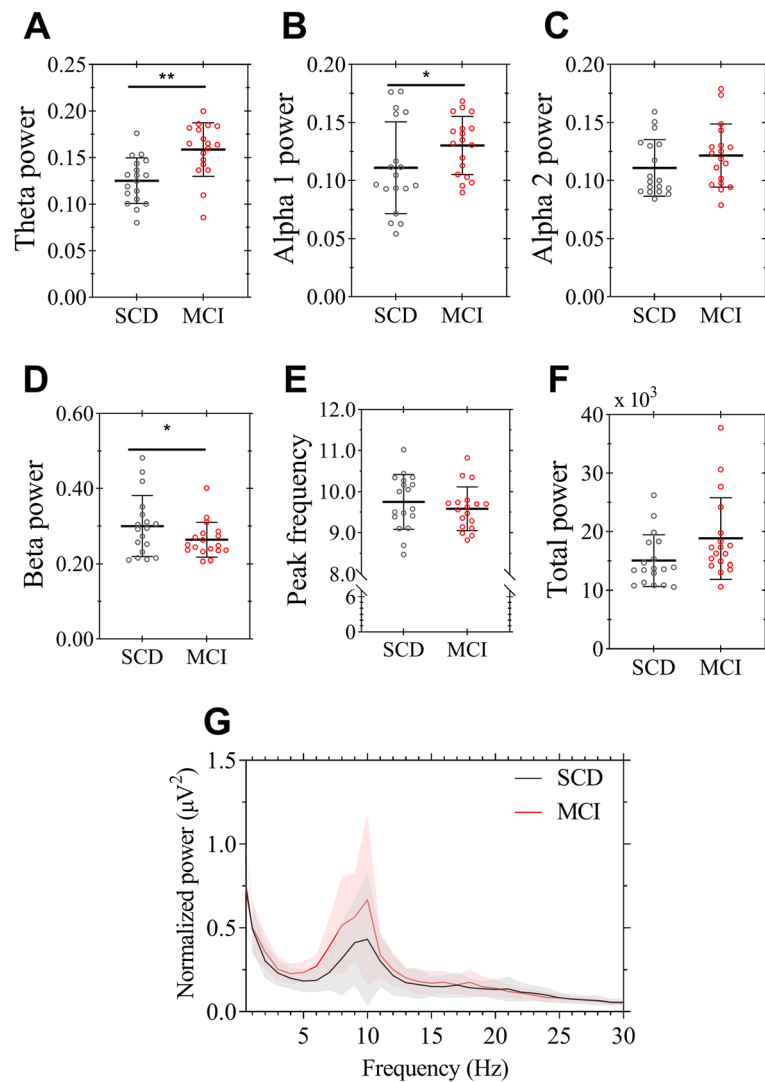 A
B
C
0.25
0.20
0.15
0.10
0.05
0.00
Theta power
**
SCD MCI
0.20
0.15
0.10
0.05
0.00
Alpha 1 power
*
SCD MCI
0.20
0.15
0.10
0.05
0.00
Alpha 2 power
SCD MCI
D
E
F
0.60
0.40
0.20
0.00
Beta power
*
SCD MCI
12.0
11.0
10.0
9.0
8.0
6
0
Peak frequency
SCD MCI
x 10³
40
30
20
10
0
Total power
SCD MCI
G
1.5
1.0
0.5
0.0
Normalized power (µV²)
SCD
MCI
5 10 15 20 25 30
Frequency (Hz)